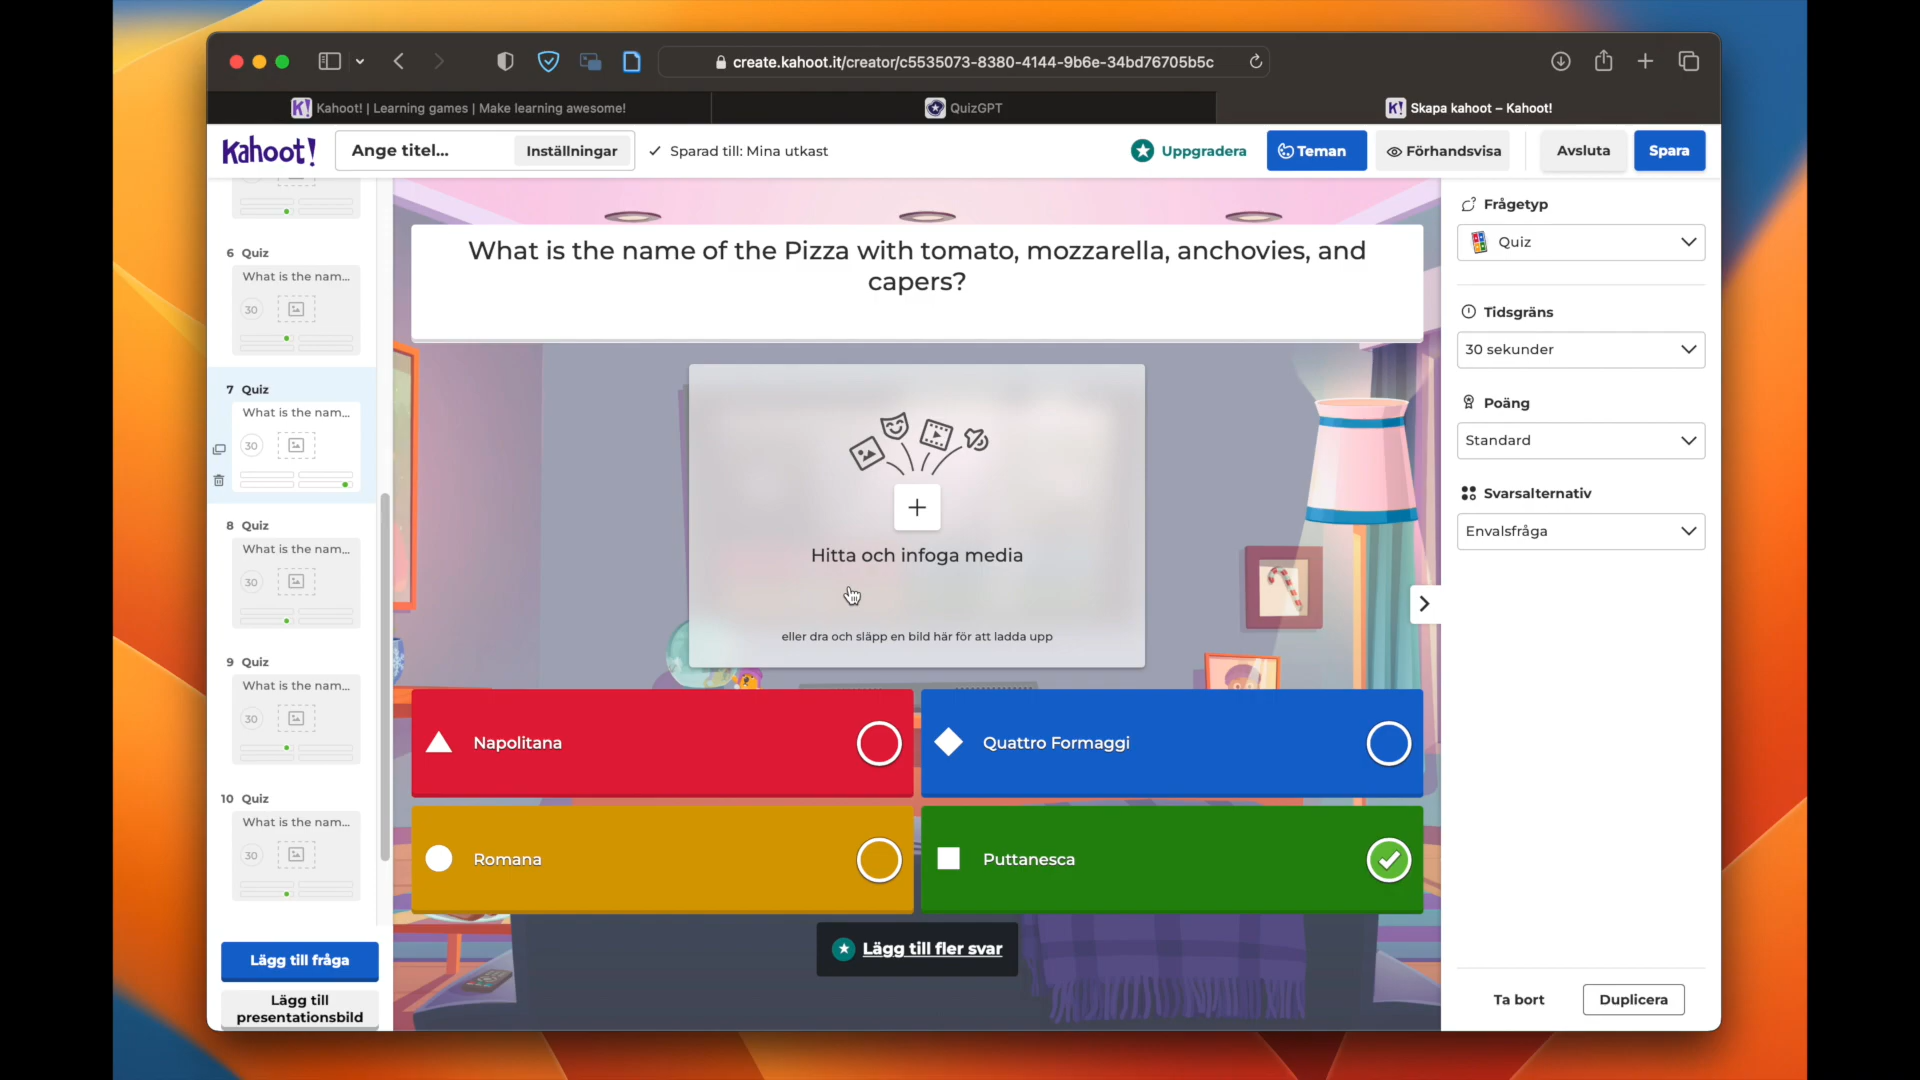 create.kahoot.it/creator/c5535073-8380-4144-9b6e-34bd76705b5c
K! Kahoot! | Learning games | Make learning awesome!
QuizGPT
K! Skapa kahoot – Kahoot!
Kahoot!
Ange titel...
Inställningar
Sparad till: Mina utkast
Uppgradera
Teman
Förhandsvisa
Avsluta
Spara
6 Quiz
What is the nam...
30
7 Quiz
What is the nam...
30
8 Quiz
What is the nam...
30
9 Quiz
What is the nam...
30
10 Quiz
What is the nam...
30
Lägg till fråga
Lägg till
presentationsbild
What is the name of the Pizza with tomato, mozzarella, anchovies, and
capers?
Hitta och infoga media
eller dra och släpp en bild här för att ladda upp
Napolitana
Quattro Formaggi
Romana
Puttanesca
Lägg till fler svar
Frågetyp
Quiz
Tidsgräns
30 sekunder
Poäng
Standard
Svarsalternativ
Envalsfråga
Ta bort
Duplicera